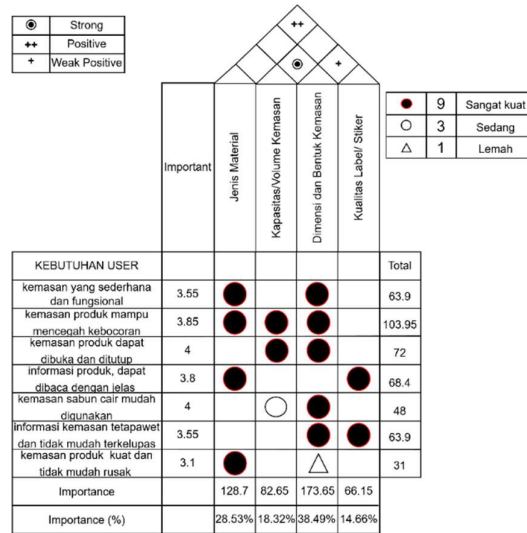 Strong
++ Positive
+ Weak Positive
++
+
9 Sangat kuat
3 Sedang
1 Lemah
Important
Jenis Material
Kapasitas/Volume Kemasan
Dimensi dan Bentuk Kemasan
Kualitas Label/ Stiker
KEBUTUHAN USER
Total
kemasan yang sederhana
dan fungsional
3.55
63.9
kemasan produk mampu
mencegah kebocoran
3.85
103.95
kemasan produk dapat
dibuka dan ditutup
4
72
informasi produk, dapat
dibaca dengan jelas
3.8
68.4
kemasan sabun cair mudah
digunakan
4
48
informasi kemasan tetapawet
dan tidak mudah terkelupas
3.55
63.9
kemasan produk kuat dan
tidak mudah rusak
3.1
31
Importance 128.7 82.65 173.65 66.15
Importance (%) 28.53% 18.32% 38.49% 14.66%